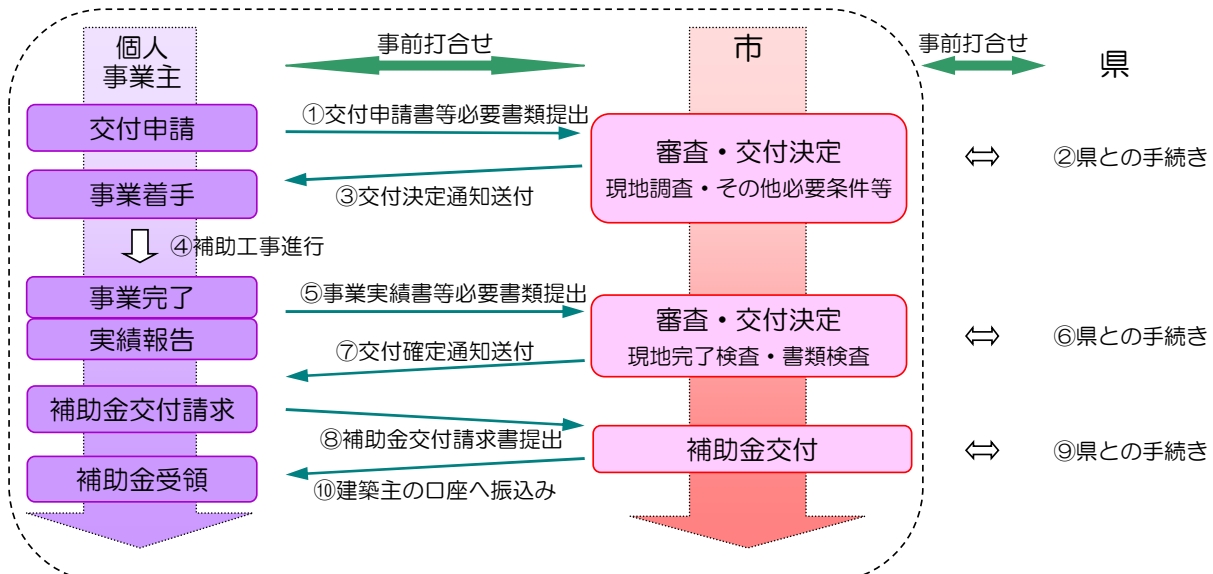 個人
事業主
事前打合せ
市
事前打合せ
県
交付申請
①交付申請書等必要書類提出
審査・交付決定
現地調査・その他必要条件等
②県との手続き
事業着手
③交付決定通知送付
④補助工事進行
事業完了
⑤事業実績書等必要書類提出
審査・交付決定
現地完了検査・書類検査
⑥県との手続き
実績報告
⑦交付確定通知送付
補助金交付請求
⑧補助金交付請求書提出
補助金交付
⑨県との手続き
補助金受領
⑩建築主の口座へ振込み